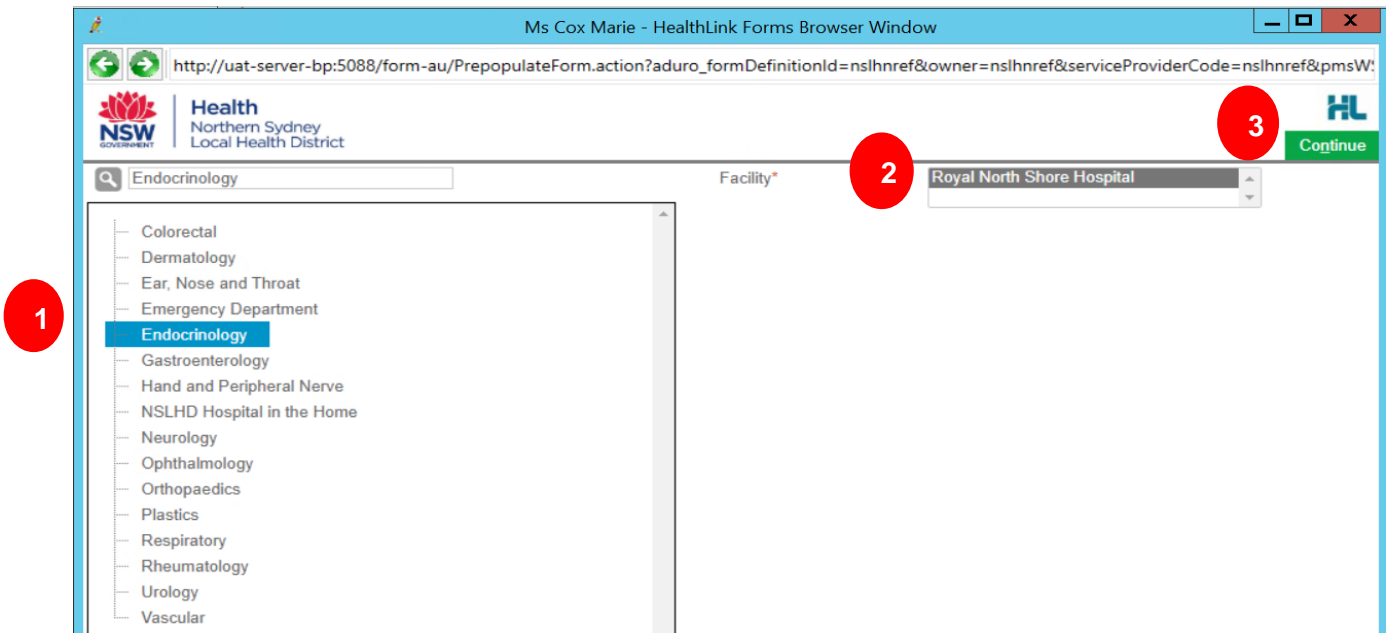 Ms Cox Marie - HealthLink Forms Browser Window
X
http://uat-server-bp:5088/form-au/PrepopulateForm.action?aduro_formDefinitionId=nslhnref&owner=nslhnref&serviceProviderCode=nslhnref&pmsWS
NSW
GOVERNMENT
Health
Northern Sydney
Local Health District
3
HL
Continue
Endocrinology
Facility*
2
Royal North Shore Hospital
Colorectal
Dermatology
Ear, Nose and Throat
Emergency Department
1
Endocrinology
Gastroenterology
Hand and Peripheral Nerve
NSLHD Hospital in the Home
Neurology
Ophthalmology
Orthopaedics
Plastics
Respiratory
Rheumatology
Urology
Vascular